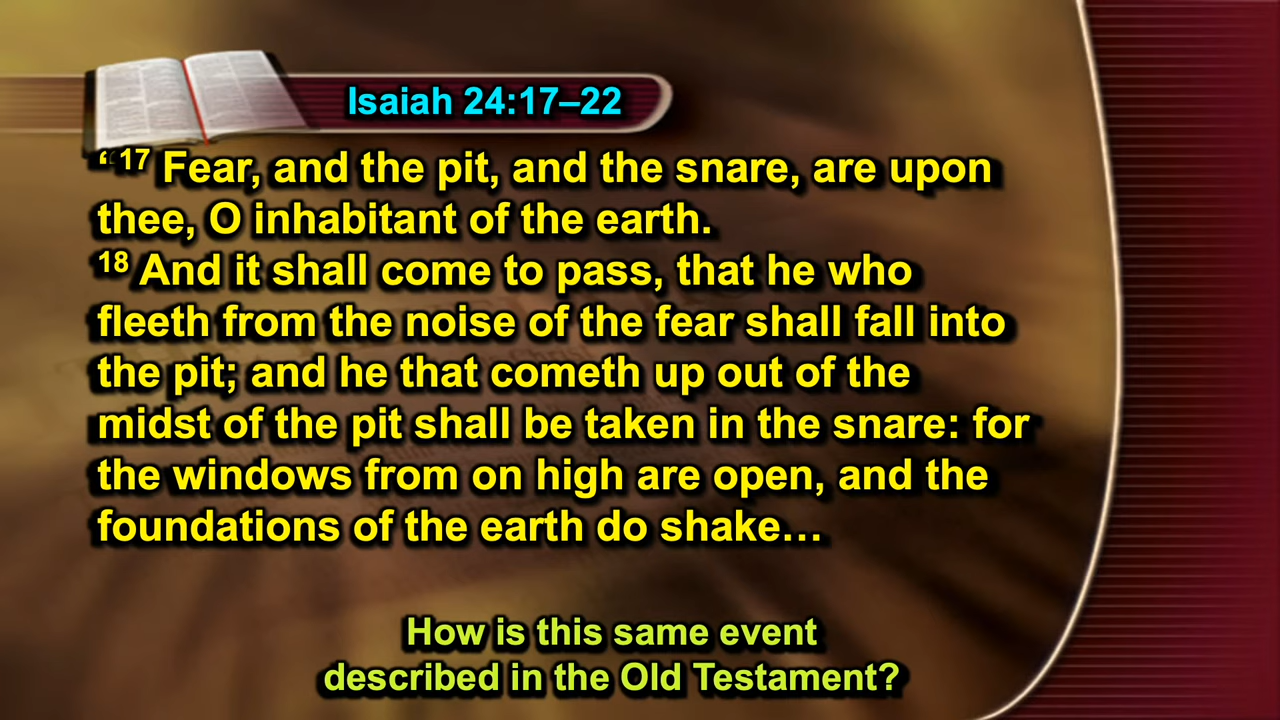 Isaiah 24:17–22
‘ 17 Fear, and the pit, and the snare, are upon
thee, O inhabitant of the earth.
18 And it shall come to pass, that he who
fleeth from the noise of the fear shall fall into
the pit; and he that cometh up out of the
midst of the pit shall be taken in the snare: for
the windows from on high are open, and the
foundations of the earth do shake…
How is this same event
described in the Old Testament?